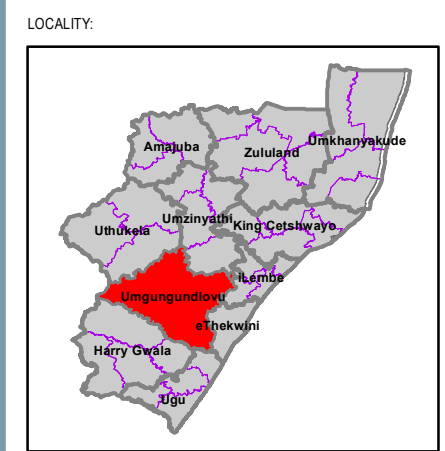 LOCALITY:
Umkhanyakude
Amajuba
Zululand
Umzinyathi
King Cetshwayo
Uthukela
iLembe
Umgungundlovu
eThekwini
Harry Gwala
Ugu